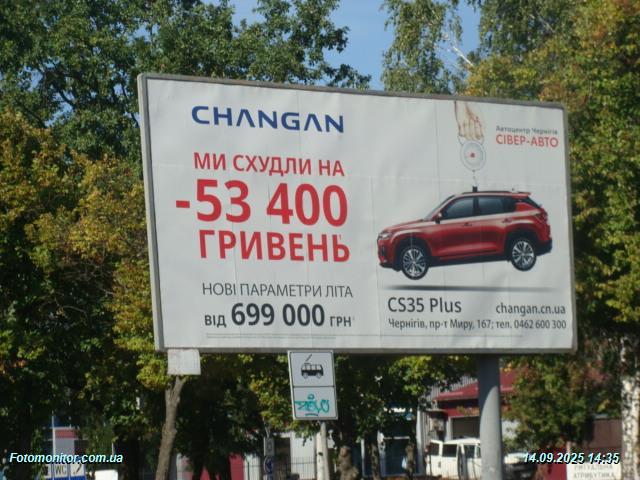 CHANGAN
МИ СХУДЛИ НА
-53 400
ГРИВЕНЬ
НОВІ ПАРАМЕТРИ ЛІТА
ВІД 699 000 ГРН
Автоцентр Чернігів
СІВЕР-АВТО
CS35 Plus
changan.cn.ua
Чернігів, пр-т Миру, 167; тел. 0462 600 300
WC
Fotomonitor.com.ua
14.09.2025 14:35